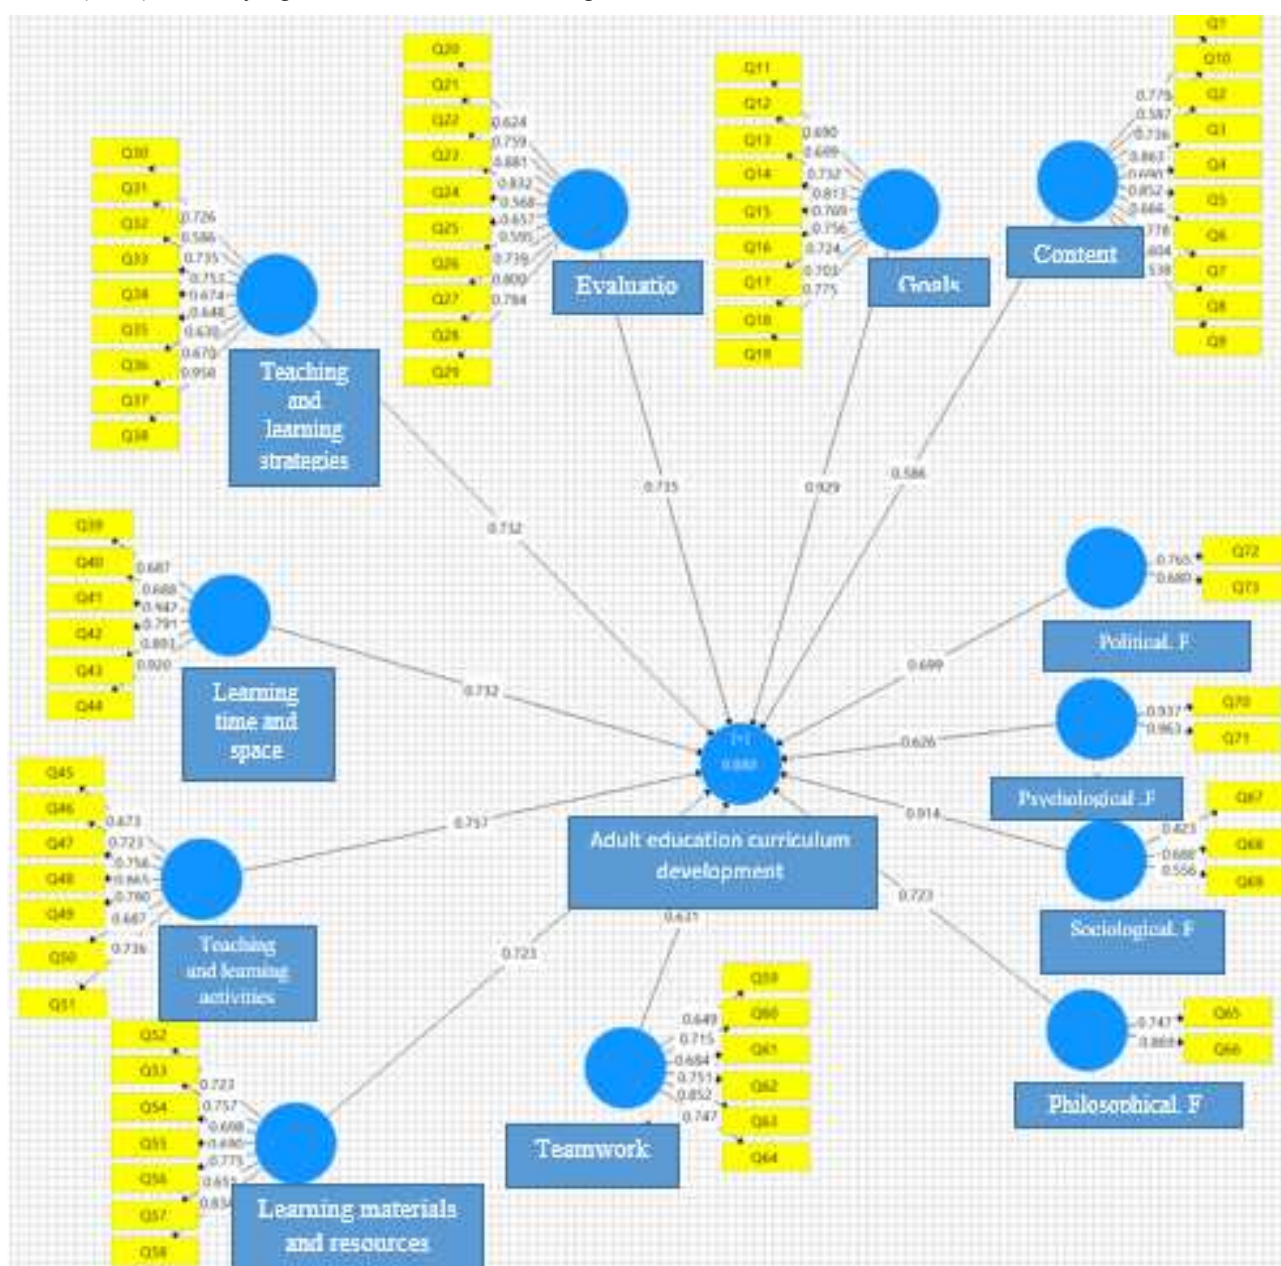 Q20
Q21
Q22
Q23
Q24
Q25
Q26
Q27
Q28
Q29
0.624
0.759
0.881
0.832
0.568
0.657
0.595
0.739
0.800
0.784
Evaluatio
Q11
Q12
Q13
Q14
Q15
Q16
Q17
Q18
0.690
0.669
0.732
0.813
0.769
0.756
0.724
0.703
0.775
Goals
Q10
Q2
Q3
Q4
Q5
Q6
Q7
Q8
Q9
0.775
0.587
0.736
0.863
0.690
0.852
0.666
.778
.604
.538
Content
Q30
Q31
Q32
Q33
Q34
Q35
Q36
Q37
Q38
0.726
0.586
0.735
0.753
0.674
0.648
0.670
0.958
Teaching
and
learning
strategies
0.735
0.929
0.586
0.732
Q39
Q40
Q41
Q42
Q43
Q44
0.687
0.688
0.947
0.791
0.893
0.920
Learning
time and
space
0.732
Q72
Q73
0.765
0.680
Political. F
0.699
Q70
Q71
0.937
0.963
Psychological .F
0.626
Q67
Q68
Q69
0.823
0.688
0.556
Sociological. F
0.914
Adult education curriculum
development
Q45
Q46
Q47
Q48
Q49
Q50
Q51
0.673
0.723
0.756
0.865
0.780
0.687
0.736
Teaching
and learning
activities
0.757
0.723
Q65
Q66
0.747
0.869
Philosophical. F
0.631
Q59
Q60
Q61
Q62
Q63
Q64
0.649
0.715
0.684
0.751
0.852
0.747
Teamwork
0.723
Q52
Q53
Q54
Q55
Q56
Q57
Q58
0.723
0.757
0.698
0.690
0.775
0.655
Learning materials
and resources